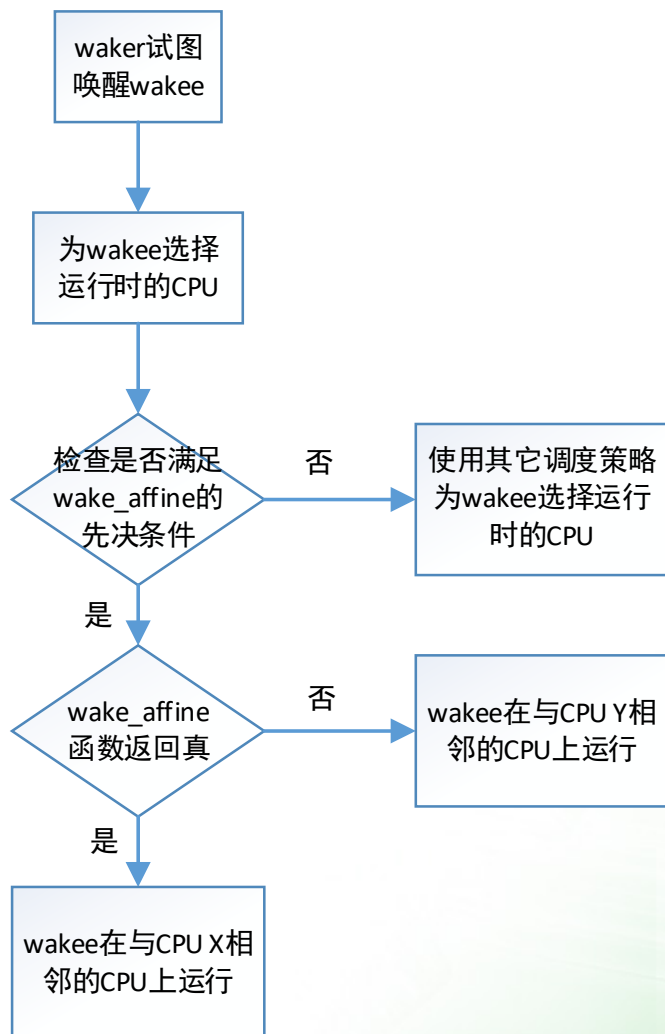 waker试图
唤醒wakee
为wakee选择
运行时的CPU
检查是否满足
wake_affine的
先决条件
否
使用其它调度策略
为wakee选择运行
时的CPU
是
wake_affine
函数返回真
否
wakee在与CPU Y相
邻的CPU上运行
是
wakee在与CPU X相
邻的CPU上运行